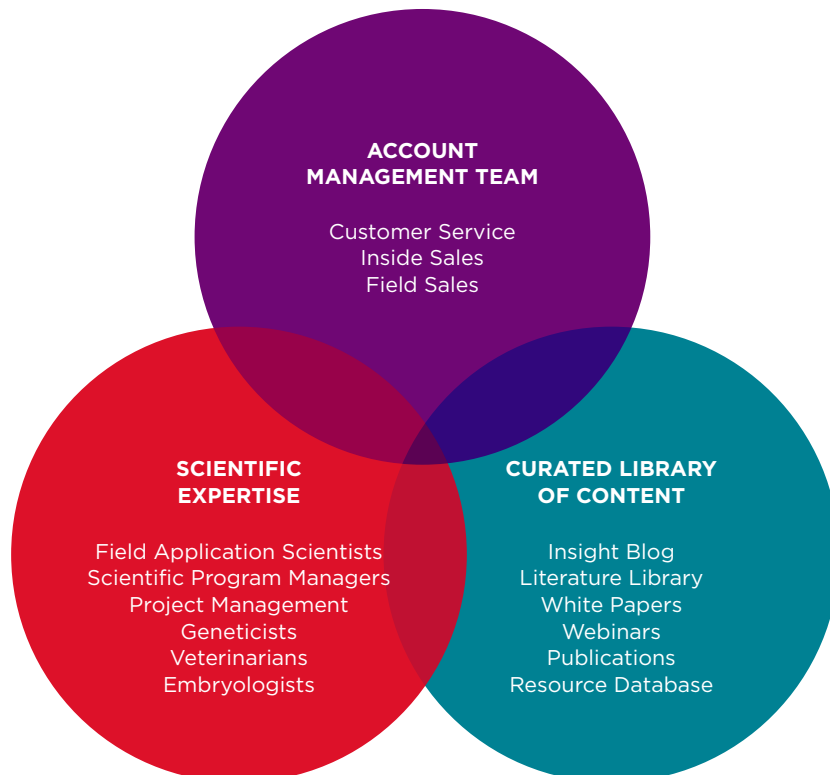 ACCOUNT
MANAGEMENT TEAM
Customer Service
Inside Sales
Field Sales
SCIENTIFIC
EXPERTISE
Field Application Scientists
Scientific Program Managers
Project Management
Geneticists
Veterinarians
Embryologists
CURATED LIBRARY
OF CONTENT
Insight Blog
Literature Library
White Papers
Webinars
Publications
Resource Database